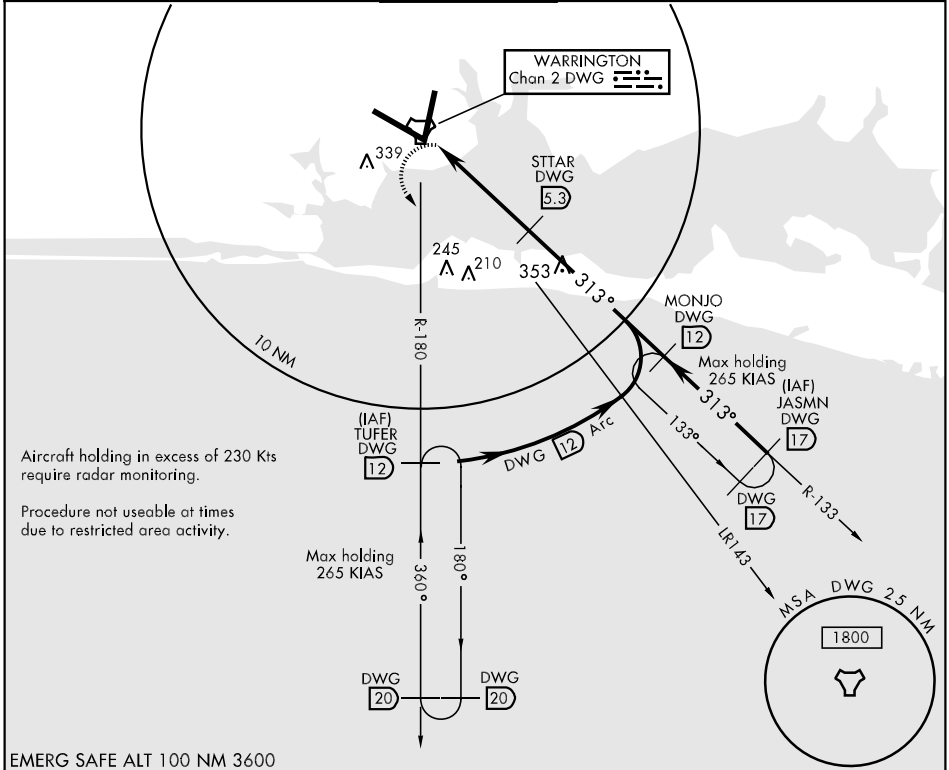 WARRINGTON
Chan 2 DWG
339
STTAR
DWG
5.3
245
210
353
313°
MONJO
DWG
12
R-180
10 NM
Max holding
265 KIAS
313°
(IAF)
JASMN
DWG
17
(IAF)
TUFER
DWG
12
DWG 12 Arc
133°
Aircraft holding in excess of 230 Kts
require radar monitoring.
DWG
17
R-133
Procedure not useable at times
due to restricted area activity.
LR143
Max holding
265 KIAS
360°
180°
MSA DWG 25 NM
1800
DWG
20
DWG
20
EMERG SAFE ALT 100 NM 3600